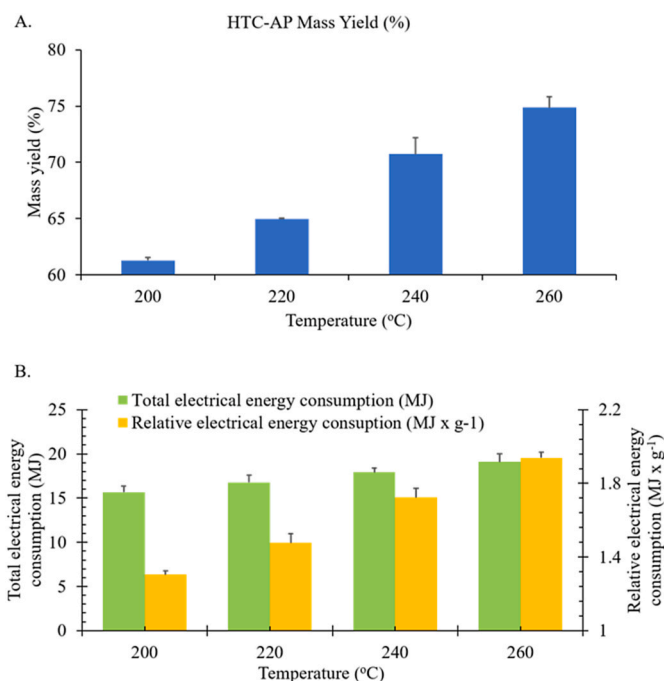 A.
HTC-AP Mass Yield (%)
80
75
70
65
60
Mass yield (%)
200 220 240 260
Temperature (°C)
B.
Total electrical energy consumption (MJ)
Relative electrical energy consuption (MJ x g-1)
25
20
15
10
5
0
Total electrical energy
consumption (MJ)
2.2
1.8
1.4
1
Relative electrical energy
consumption (MJ x g⁻¹)
200 220 240 260
Temperature (°C)